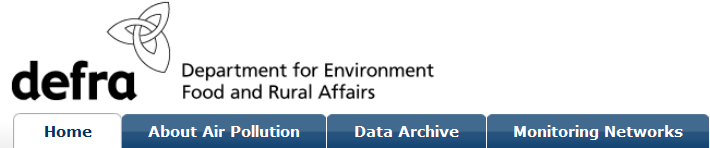 defra
Department for Environment
Food and Rural Affairs
Home About Air Pollution Data Archive Monitoring Networks